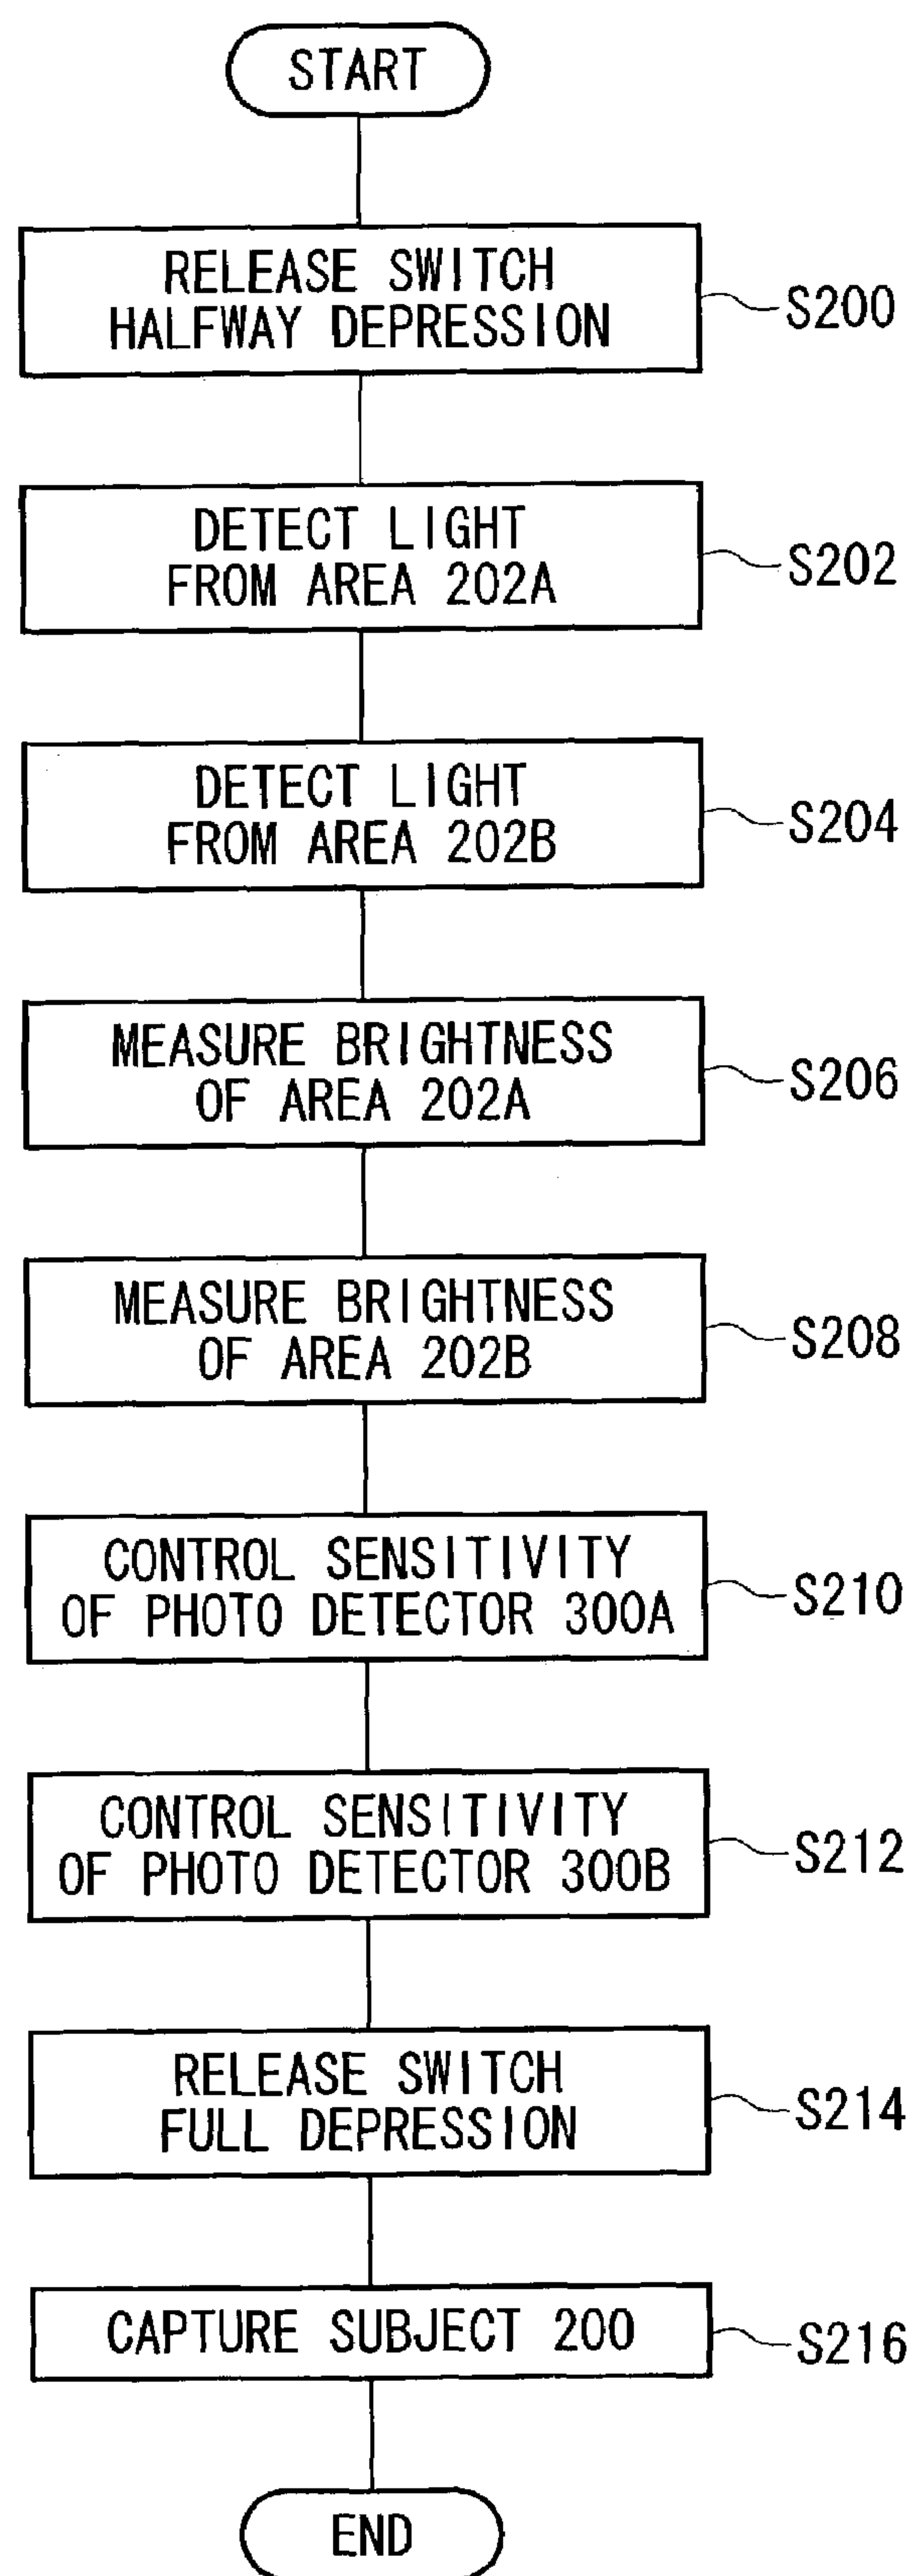 START
RELEASE SWITCH
HALFWAY DEPRESSION
S200
DETECT LIGHT
FROM AREA 202A
S202
DETECT LIGHT
FROM AREA 202B
S204
MEASURE BRIGHTNESS
OF AREA 202A
S206
MEASURE BRIGHTNESS
OF AREA 202B
S208
CONTROL SENSITIVITY
OF PHOTO DETECTOR 300A
S210
CONTROL SENSITIVITY
OF PHOTO DETECTOR 300B
S212
RELEASE SWITCH
FULL DEPRESSION
S214
CAPTURE SUBJECT 200
S216
END